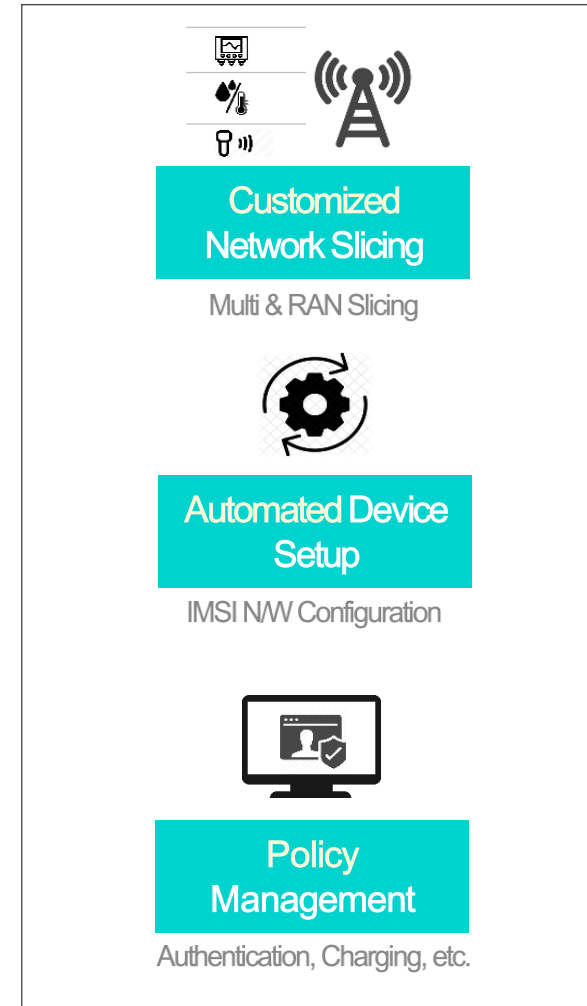 Customized
Network Slicing
Multi & RAN Slicing
Automated Device
Setup
IMSI N/W Configuration
Policy
Management
Authentication, Charging, etc.